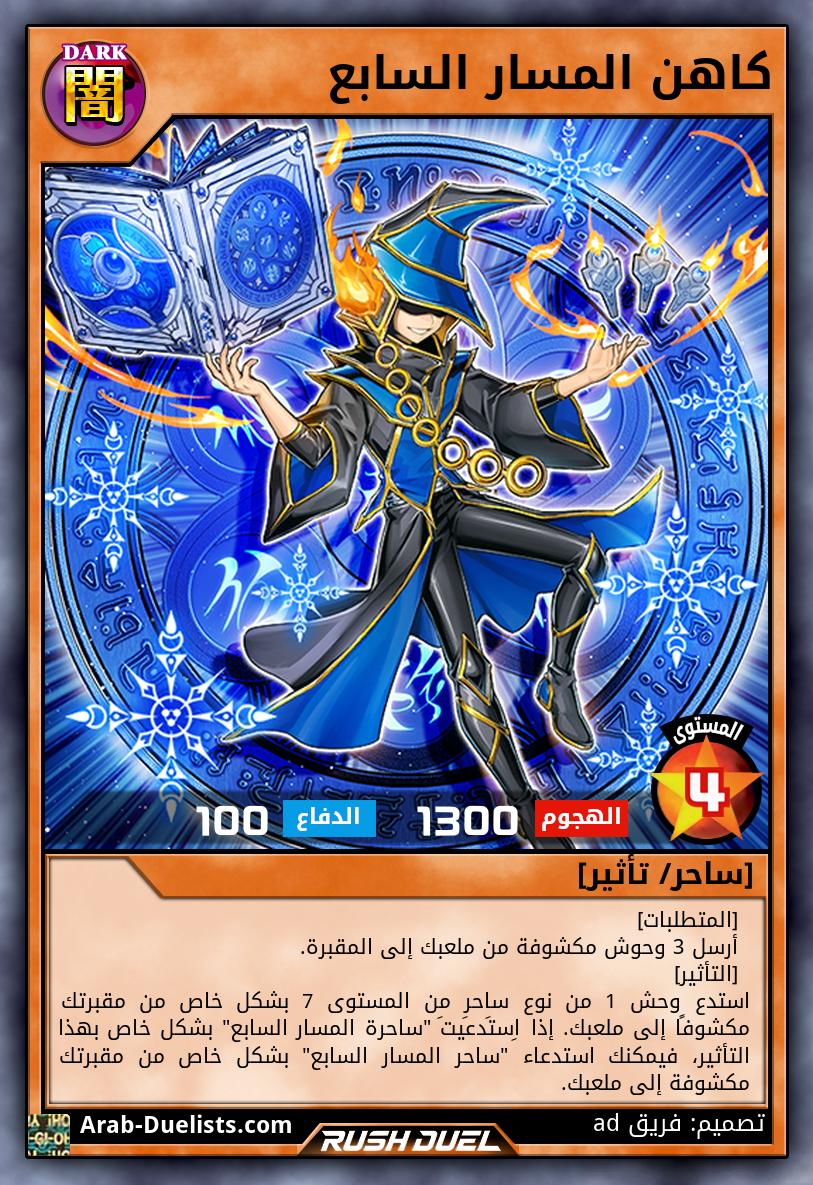 DARK
闇
كاهن المسار السابع
المستوى
4
الهجوم 1300 الدفاع 100
[ساحر/ تأثير]
[المتطلبات]
أرسل 3 وحوش مكشوفة من ملعبك إلى المقبرة.
[التأثير]
استدع وحش 1 من نوع ساحر من المستوى 7 بشكل خاص من مقبرتك
مكشوفاً إلى ملعبك. إذا اِستَدعيتَ "ساحرة المسار السابع" بشكل خاص بهذا
التأثير، فيمكنك استدعاء "ساحر المسار السابع" بشكل خاص من مقبرتك
مكشوفة إلى ملعبك.
تصميم: فريق ad
Arab-Duelists.com
RUSH DUEL